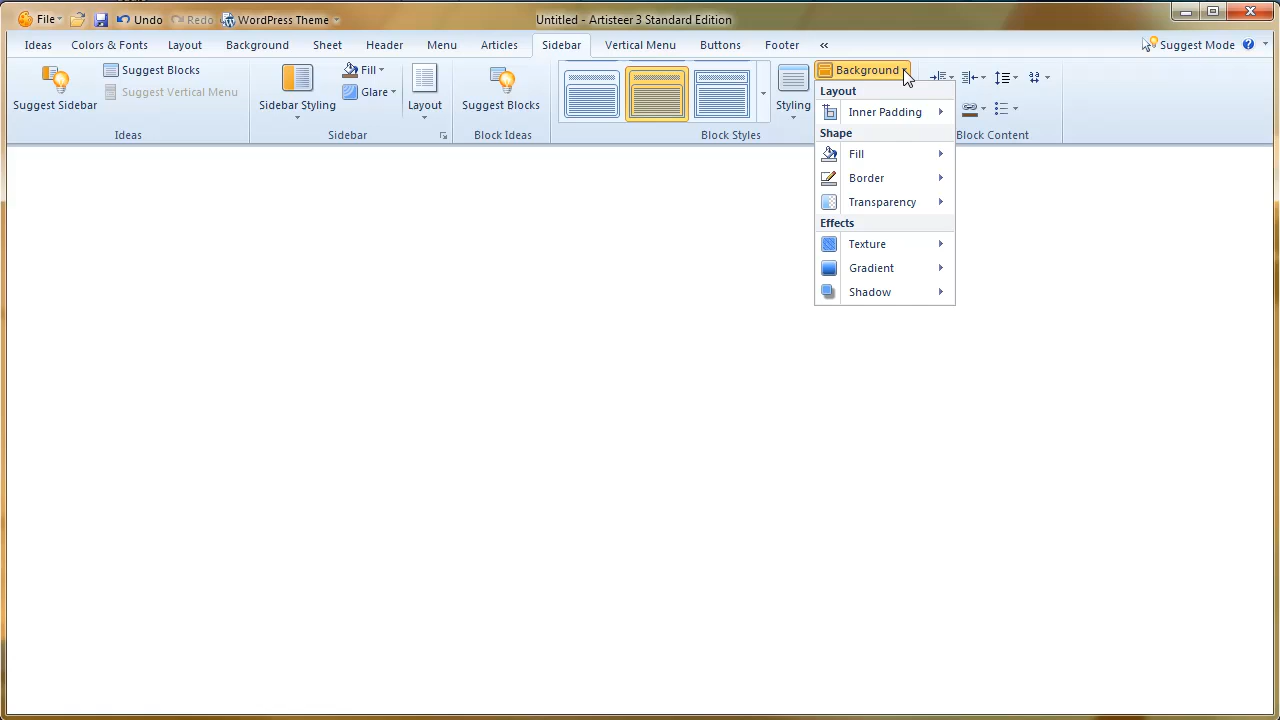 File Undo Redo WordPress Theme Untitled - Artisteer 3 Standard Edition
Ideas Colors & Fonts Layout Background Sheet Header Menu Articles Sidebar Vertical Menu Buttons Footer « Suggest Mode ?
Suggest Sidebar
Suggest Blocks
Suggest Vertical Menu
Ideas
Sidebar Styling
Fill
Glare
Layout
Sidebar
Suggest Blocks
Block Ideas
Block Styles
Styling
Background
Block Content
Layout
Inner Padding
Shape
Fill
Border
Transparency
Effects
Texture
Gradient
Shadow